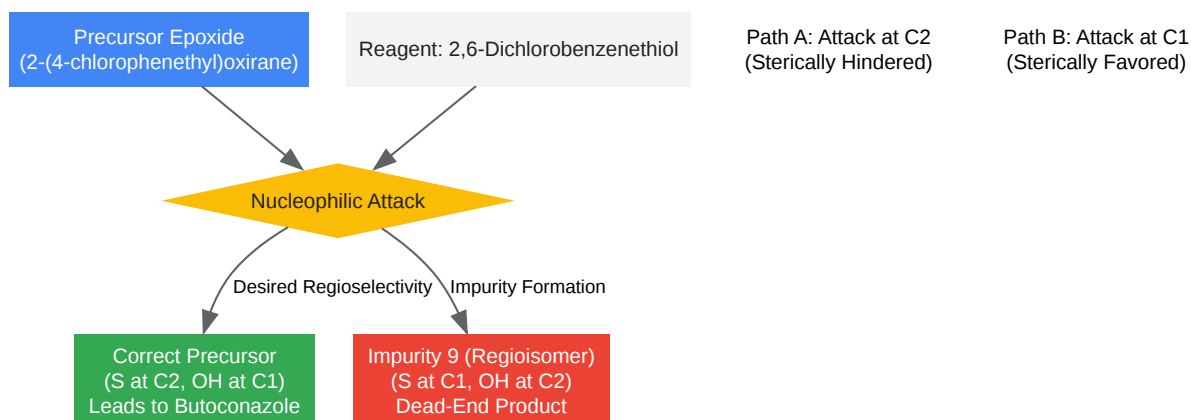 Precursor Epoxide
(2-(4-chlorophenethyl)oxirane)
Reagent: 2,6-Dichlorobenzenethiol
Path A: Attack at C2
(Sterically Hindered)
Path B: Attack at C1
(Sterically Favored)
Nucleophilic Attack
Desired Regioselectivity
Impurity Formation
Correct Precursor
(S at C2, OH at C1)
Leads to Butoconazole
Impurity 9 (Regioisomer)
(S at C1, OH at C2)
Dead-End Product